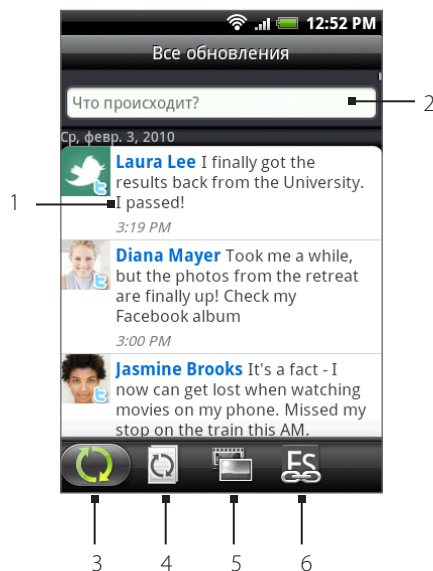 12:52 PM
Все обновления
Что происходит?
2
Ср, февр. 3, 2010
Laura Lee I finally got the
results back from the University.
I passed!
1
3:19 PM
Diana Mayer Took me a while,
but the photos from the retreat
are finally up! Check my
Facebook album
3:00 PM
Jasmine Brooks It's a fact - I
now can get lost when watching
movies on my phone. Missed my
stop on the train this AM.
FS
3 4 5 6